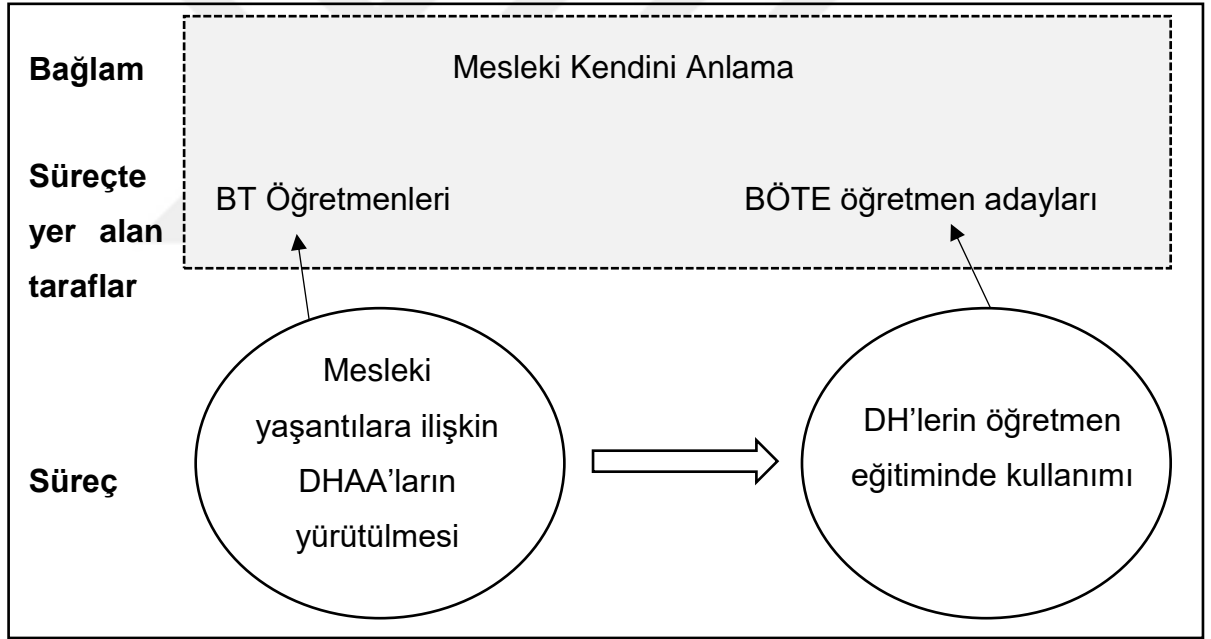 Bağlam
Mesleki Kendini Anlama
Süreçte
yer alan
taraflar
BT Öğretmenleri
BÖTE öğretmen adayları
Süreç
Mesleki
yaşantılara ilişkin
DHAA’ların
yürütülmesi
DH’lerin öğretmen
eğitiminde kullanımı